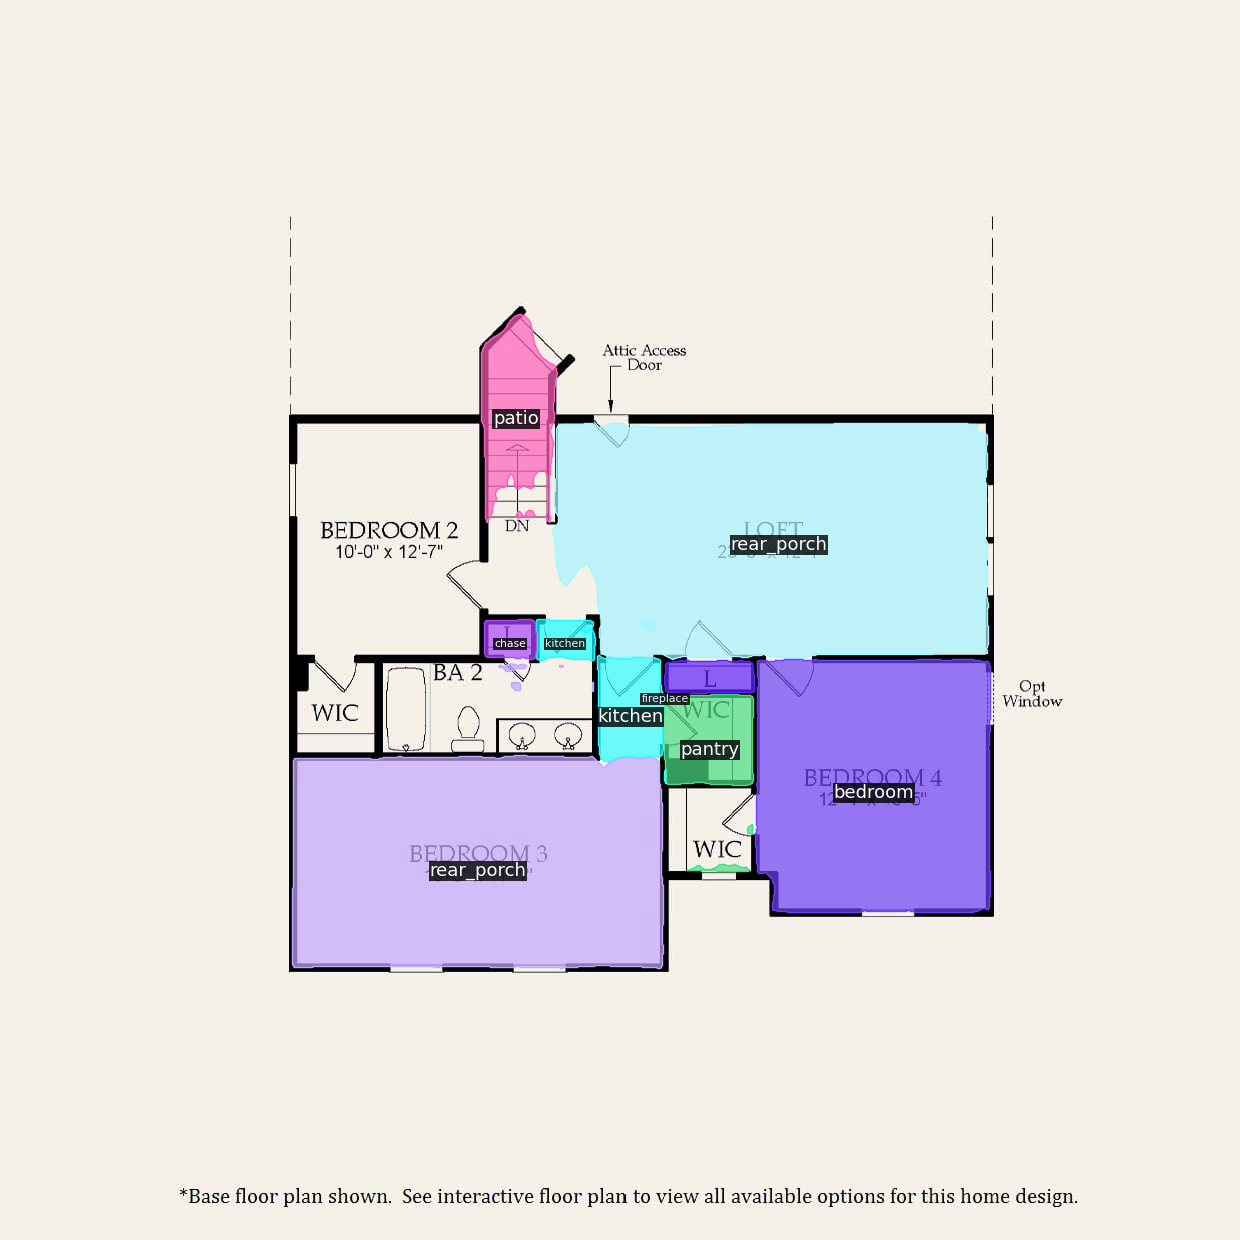 Attic Access
Door
patio
BEDROOM 2
10'-0" x 12'-7"
DN
LOFT
rear_porch
L
chase
kitchen
BA 2
L
fireplace
WIC
WIC
kitchen
pantry
Opt
Window
BEDROOM 4
bedroom
WIC
BEDROOM 3
rear_porch
*Base floor plan shown. See interactive floor plan to view all available options for this home design.